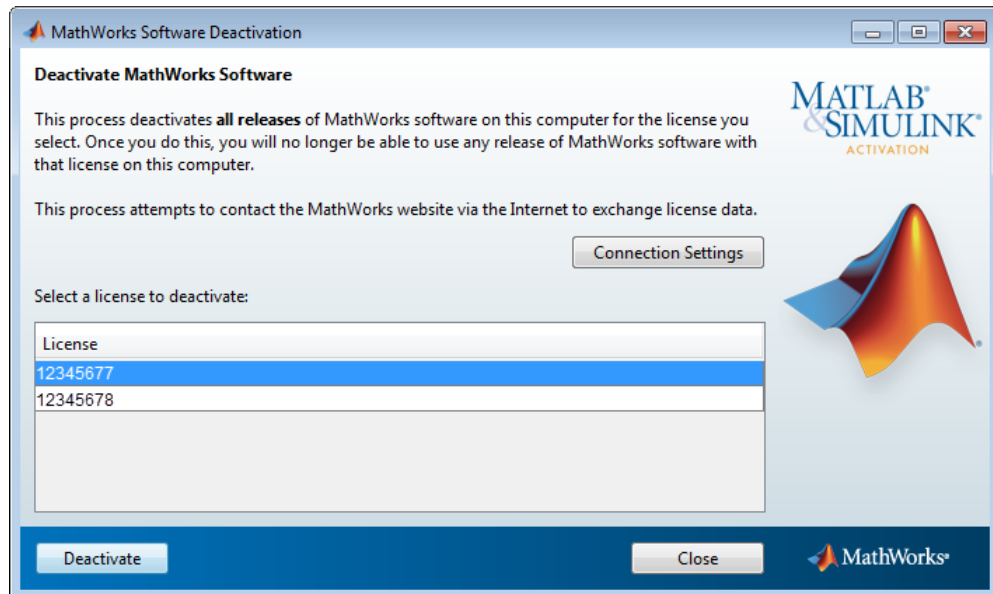 MathWorks Software Deactivation
Deactivate MathWorks Software
MATLAB®
&SIMULINK®
ACTIVATION
This process deactivates all releases of MathWorks software on this computer for the license you
select. Once you do this, you will no longer be able to use any release of MathWorks software with
that license on this computer.
This process attempts to contact the MathWorks website via the Internet to exchange license data.
Connection Settings
Select a license to deactivate:
License
12345677
12345678
Deactivate
Close
MathWorks®